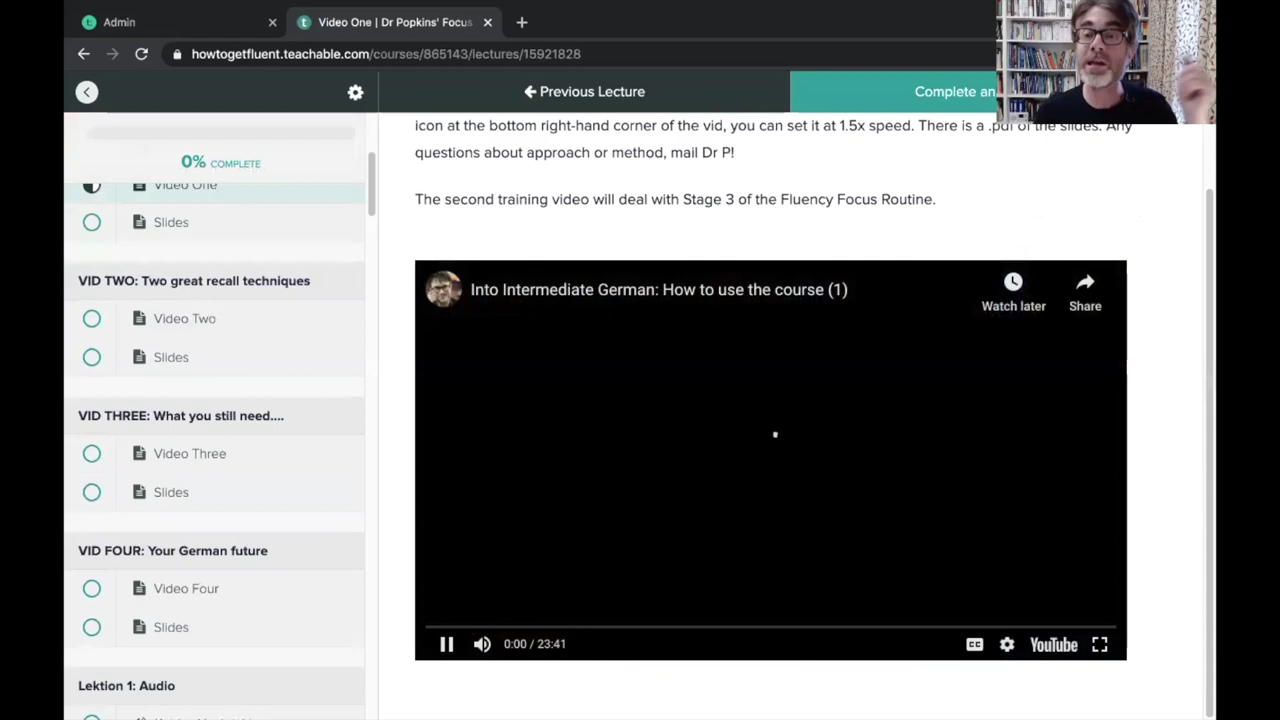 Admin
Video One | Dr Popkins' Focus
howtogetfluent.teachable.com/courses/865143/lectures/15921828
Previous Lecture
Complete an
0% COMPLETE
Video One
Slides
VID TWO: Two great recall techniques
Video Two
Slides
VID THREE: What you still need....
Video Three
Slides
VID FOUR: Your German future
Video Four
Slides
Lektion 1: Audio
icon at the bottom right-hand corner of the vid, you can set it at 1.5x speed. There is a .pdf of the slides. Any
questions about approach or method, mail Dr P!
The second training video will deal with Stage 3 of the Fluency Focus Routine.
Into Intermediate German: How to use the course (1)
Watch later
Share
0:00 / 23:41
CC
YouTube